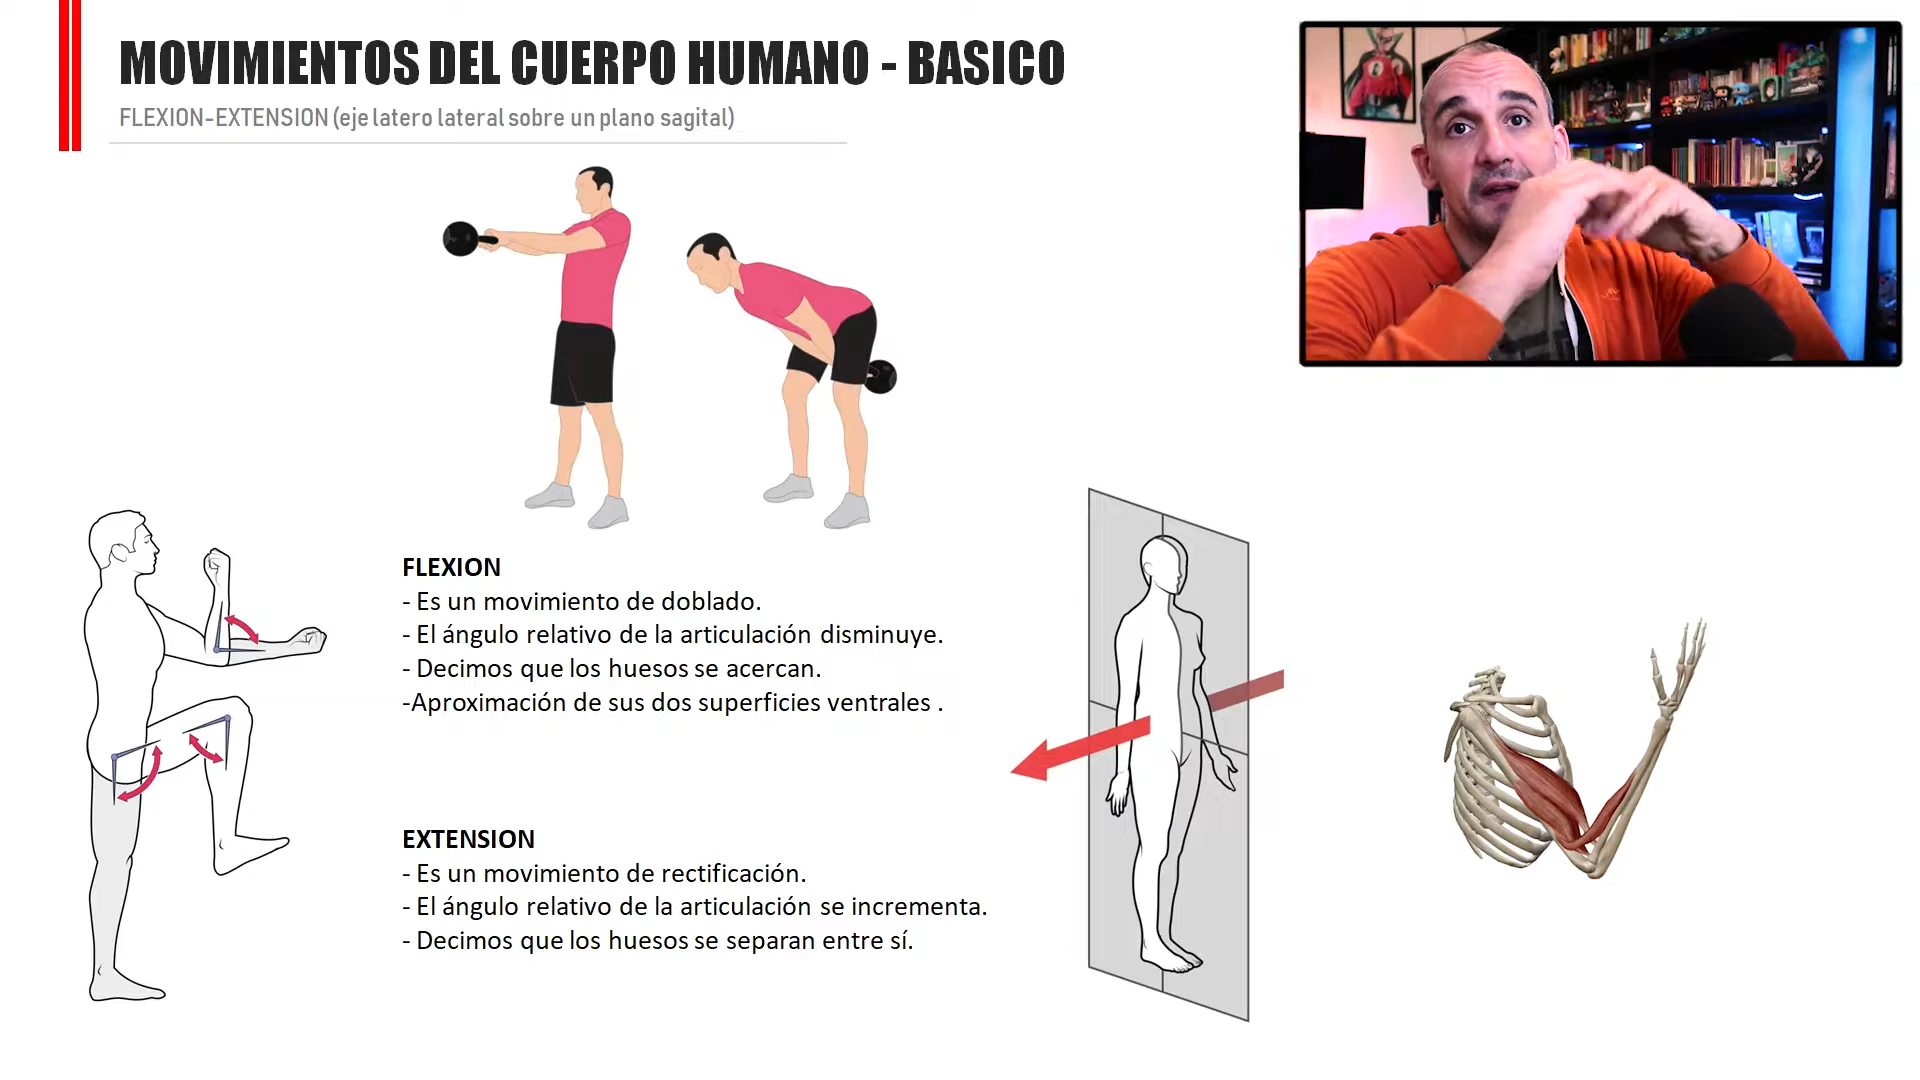 MOVIMIENTOS DEL CUERPO HUMANO - BASICO
FLEXION-EXTENSION (eje latero lateral sobre un plano sagital)
FLEXION
- Es un movimiento de doblado.
- El ángulo relativo de la articulación disminuye.
- Decimos que los huesos se acercan.
-Aproximación de sus dos superficies ventrales .
EXTENSION
- Es un movimiento de rectificación.
- El ángulo relativo de la articulación se incrementa.
- Decimos que los huesos se separan entre sí.